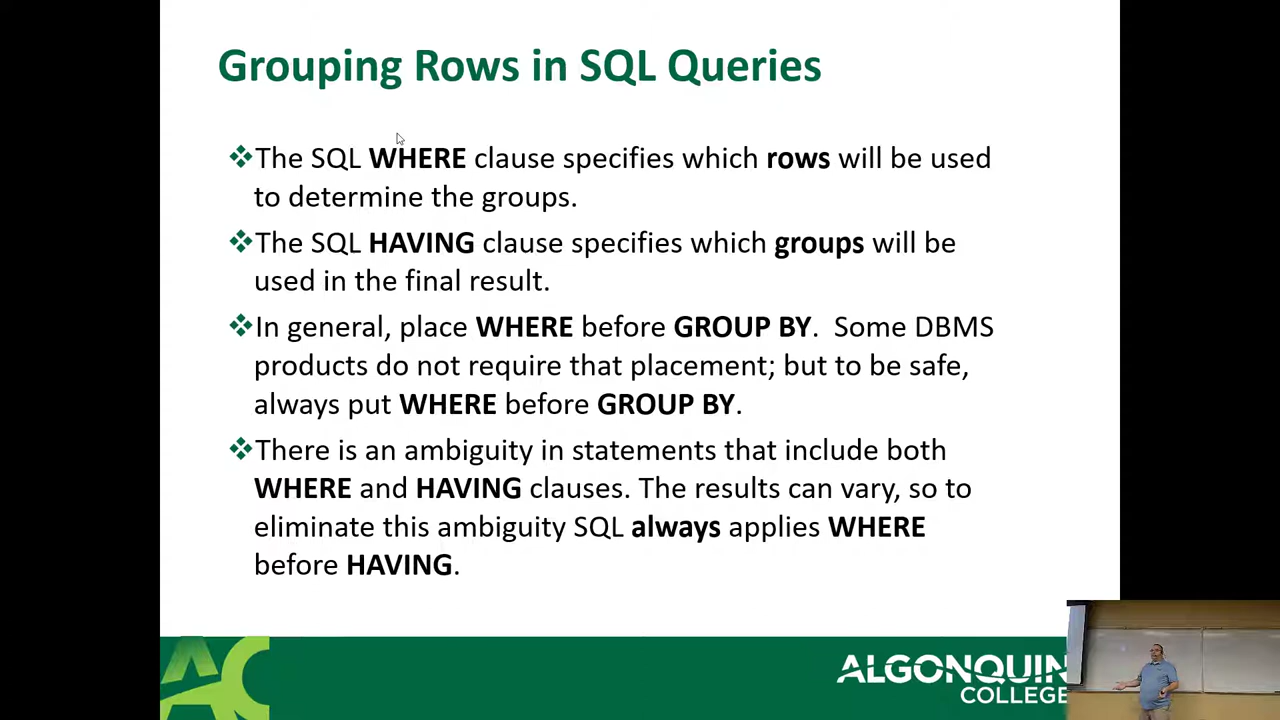 Grouping Rows in SQL Queries
❖The SQL WHERE clause specifies which rows will be used
to determine the groups.
❖The SQL HAVING clause specifies which groups will be
used in the final result.
❖In general, place WHERE before GROUP BY.  Some DBMS
products do not require that placement; but to be safe,
always put WHERE before GROUP BY.
❖There is an ambiguity in statements that include both
WHERE and HAVING clauses. The results can vary, so to
eliminate this ambiguity SQL always applies WHERE
before HAVING.
AC
ALGONQUIN
COLLEGE